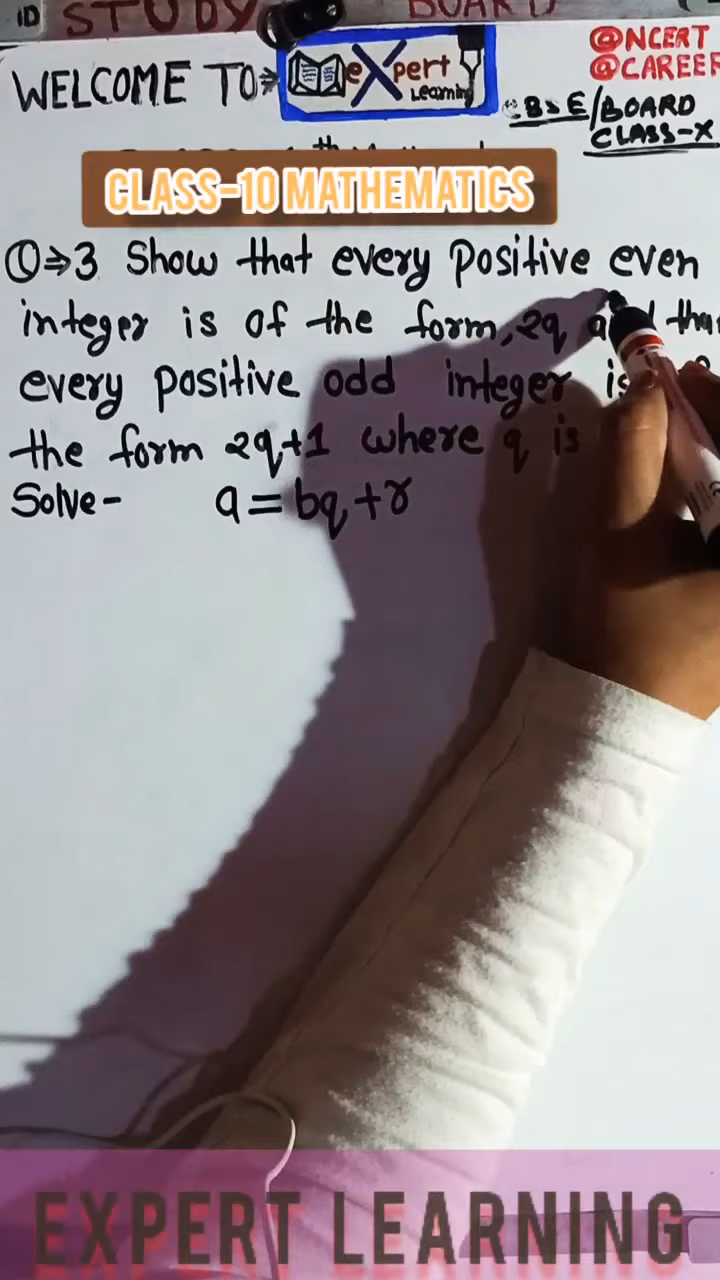 ID STUDY BOARD
WELCOME TO⇒ eXpert Learning
@NCERT
@CAREER
CBSE/BOARD
CLASS-X
CLASS-10 MATHEMATICS
Q⇒3 Show that every positive even
integer is of the form, 2q
every positive odd integer is
the form 2q+1 where q is
Solve- a = bq + r
EXPERT LEARNING